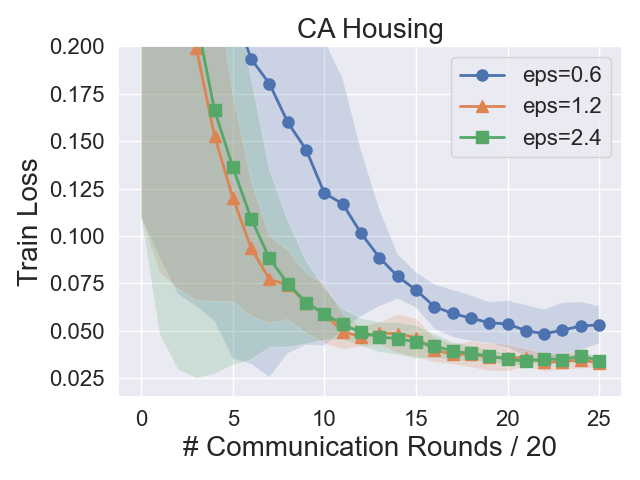 CA Housing
Train Loss
0.200
0.175
0.150
0.125
0.100
0.075
0.050
0.025
eps=0.6
eps=1.2
eps=2.4
0 5 10 15 20 25
# Communication Rounds / 20